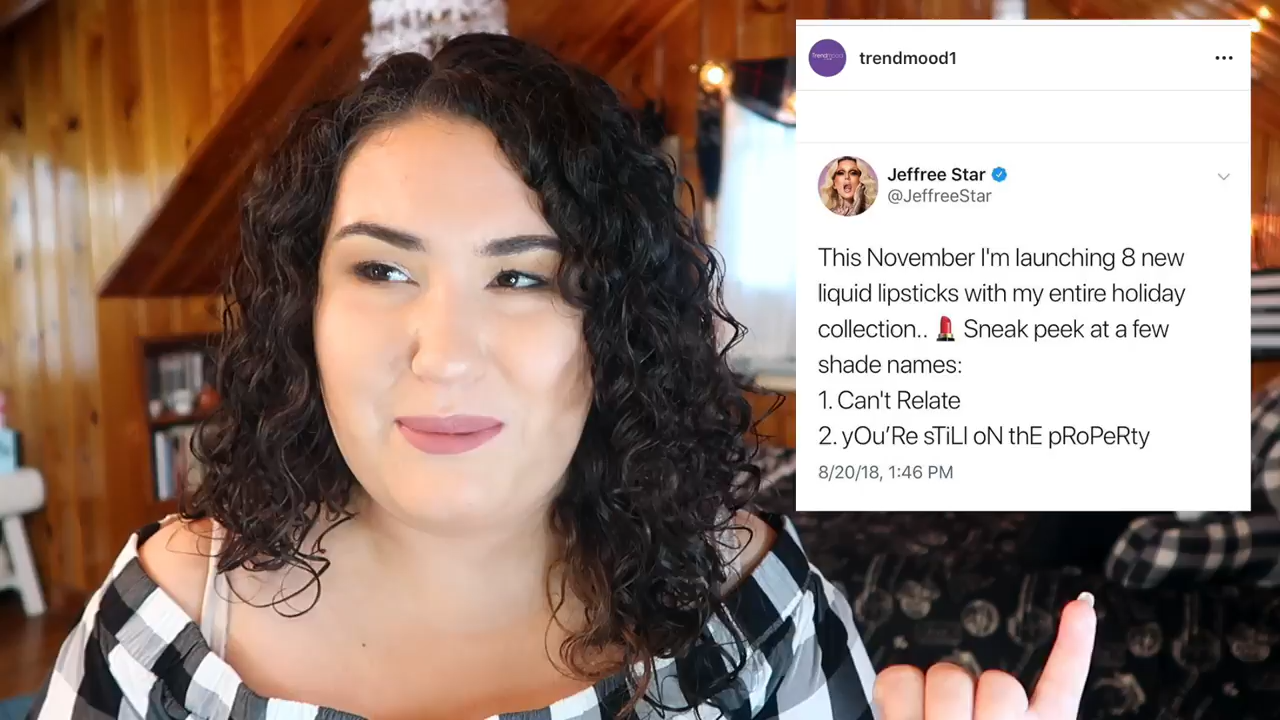 trendmood1
Jeffree Star
@JeffreeStar
This November I'm launching 8 new
liquid lipsticks with my entire holiday
collection.. 💄 Sneak peek at a few
shade names:
1. Can't Relate
2. yOu’Re sTiLl oN thE pRoPeRty
8/20/18, 1:46 PM